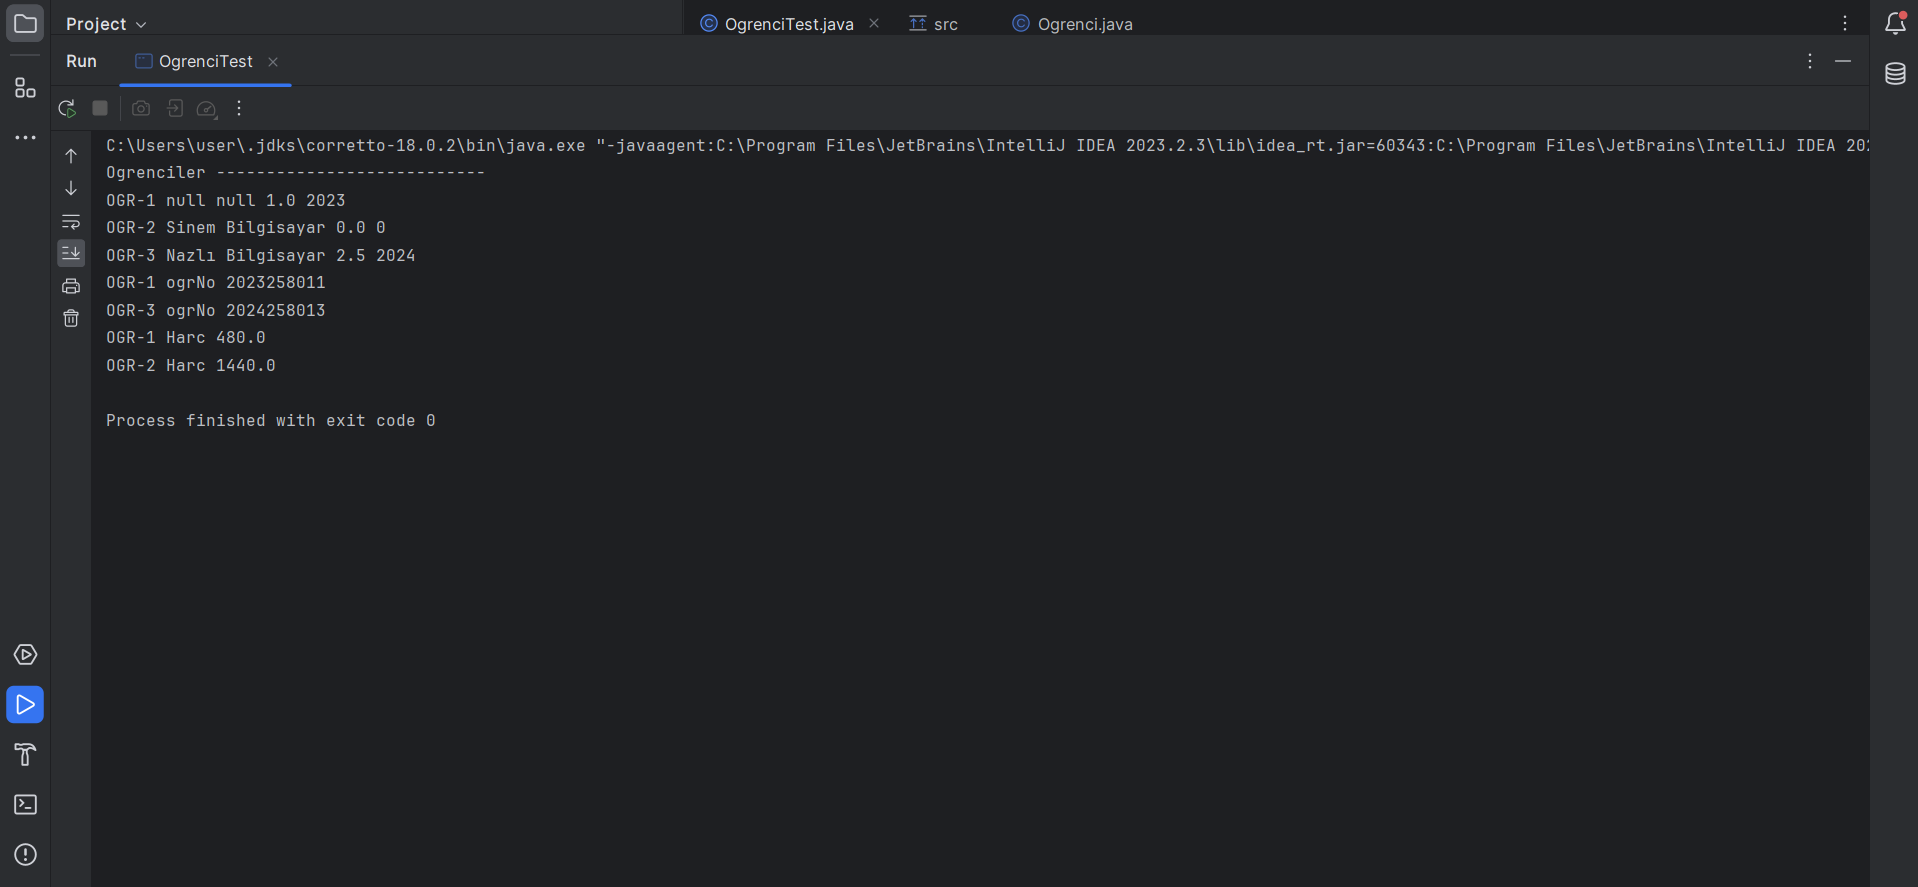 Project
OgrenciTest.java
src
Ogrenci.java
Run
OgrenciTest
C:\Users\user\.jdks\corretto-18.0.2\bin\java.exe "-javaagent:C:\Program Files\JetBrains\IntelliJ IDEA 2023.2.3\lib\idea_rt.jar=60343:C:\Program Files\JetBrains\IntelliJ IDEA 202
Ogrenciler ---------------------------
OGR-1 null null 1.0 2023
OGR-2 Sinem Bilgisayar 0.0 0
OGR-3 Nazlı Bilgisayar 2.5 2024
OGR-1 ogrNo 2023258011
OGR-3 ogrNo 2024258013
OGR-1 Harc 480.0
OGR-2 Harc 1440.0
Process finished with exit code 0